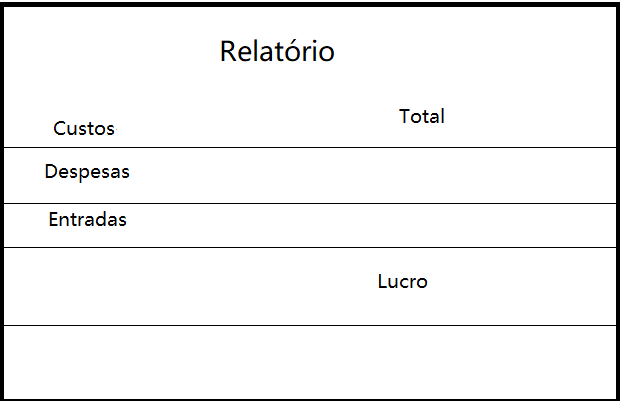 Relatório
Custos Total
Despesas
Entradas
Lucro